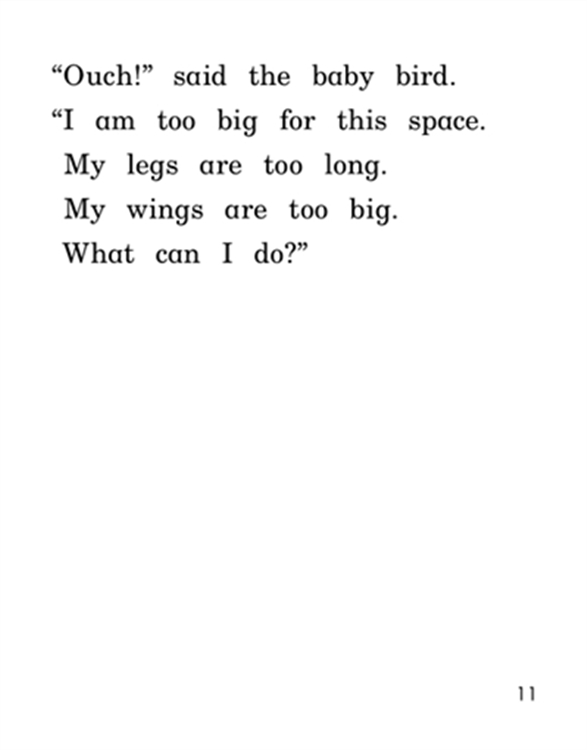 “Ouch!” said the baby bird.
“I am too big for this space.
My legs are too long.
My wings are too big.
What can I do?”
11